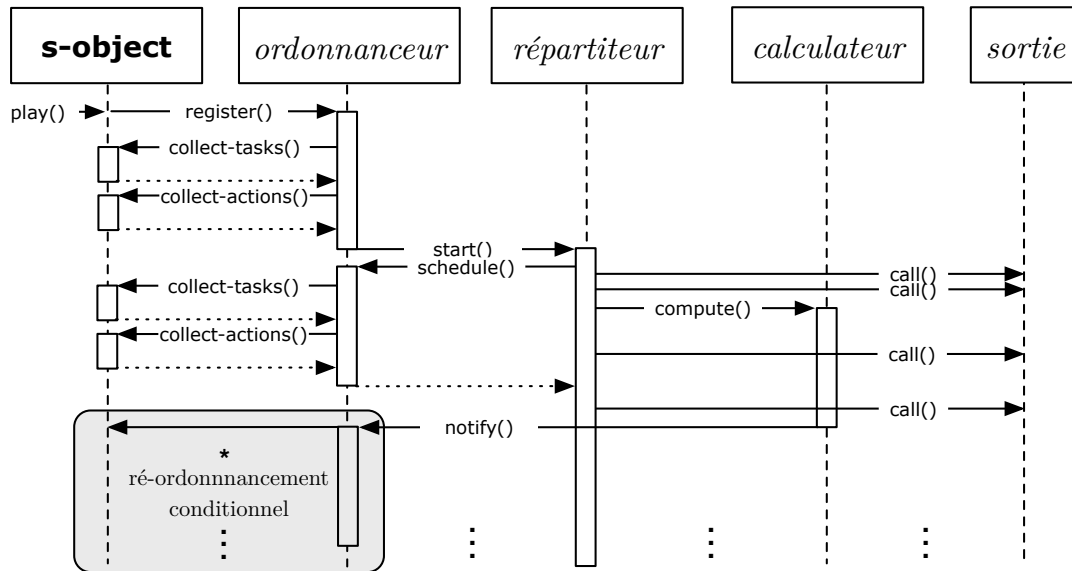 s-object
ordonnanceur
répartiteur
calculateur
sortie
play()
register()
collect-tasks()
collect-actions()
start()
schedule()
call()
collect-tasks()
call()
compute()
collect-actions()
call()
call()
notify()
*
ré-ordonnnancement
conditionnel